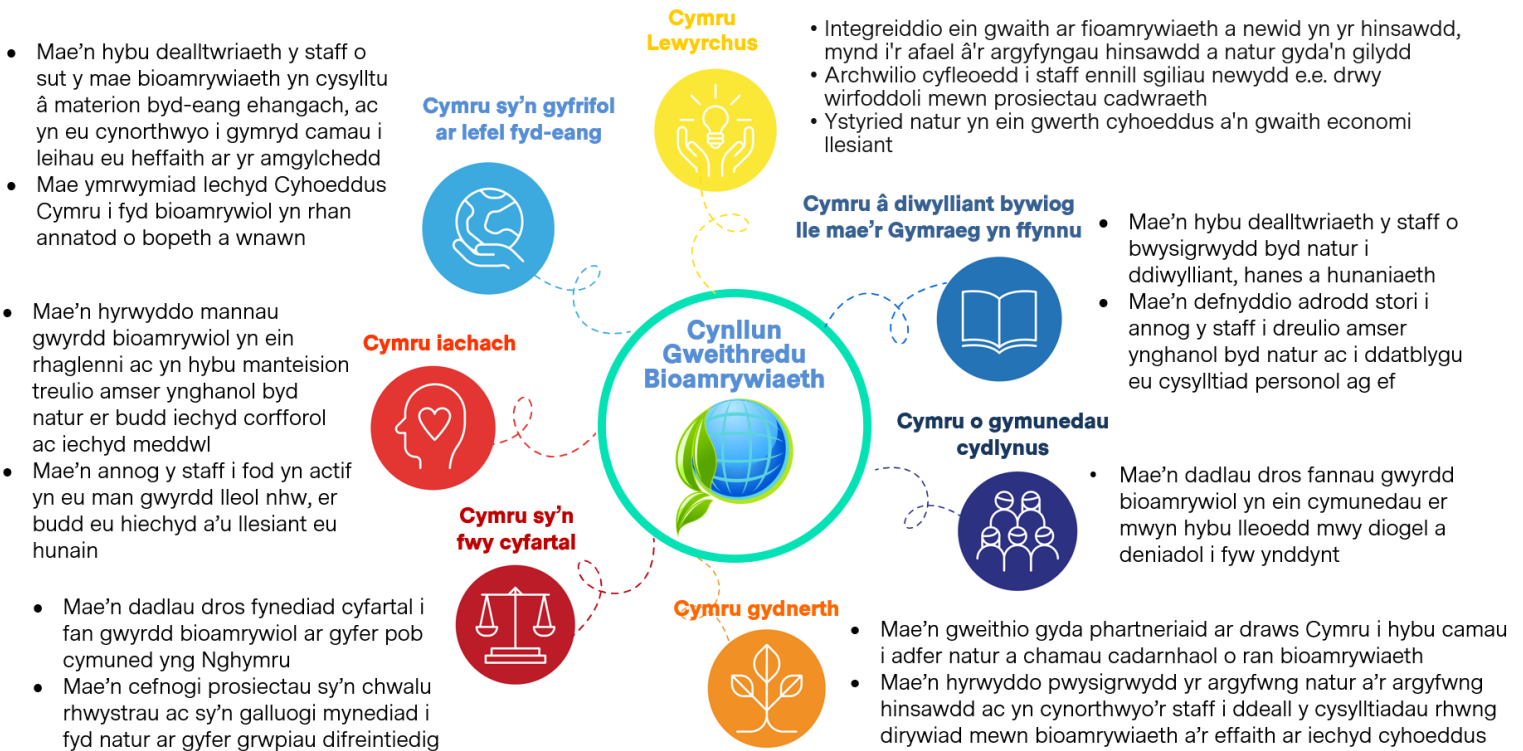 Cymru
Lewyrchus
• Integreiddio ein gwaith ar fioamrywiaeth a newid yn yr hinsawdd,
mynd i'r afael â'r argyfyngau hinsawdd a natur gyda'n gilydd
• Archwilio cyfleoedd i staff ennill sgiliau newydd e.e. drwy
wirfoddoli mewn prosiectau cadwraeth
• Ystyried natur yn ein gwerth cyhoeddus a'n gwaith economi
llesiant
Cymru sy'n gyfrifol
ar lefel fyd-eang
• Mae'n hybu dealltwriaeth y staff o
sut y mae bioamrywiaeth yn cysylltu
â materion byd-eang ehangach, ac
yn eu cynorthwyo i gymryd camau i
leihau eu heffaith ar yr amgylchedd
• Mae ymrwymiad Iechyd Cyhoeddus
Cymru i fyd bioamrywiol yn rhan
annatod o bopeth a wnawn
Cymru â diwylliant bywiog
lle mae'r Gymraeg yn ffynnu
• Mae'n hybu dealltwriaeth y staff o
bwysigrwydd byd natur i
ddiwylliant, hanes a hunaniaeth
• Mae'n defnyddio adrodd stori i
annog y staff i dreulio amser
ynghanol byd natur ac i ddatblygu
eu cysylltiad personol ag ef
Cynllun
Gweithredu
Bioamrywiaeth
Cymru iachach
• Mae'n hyrwyddo mannau
gwyrdd bioamrywiol yn ein
rhaglenni ac yn hybu manteision
treulio amser ynghanol byd
natur er budd iechyd corfforol
ac iechyd meddwl
• Mae'n annog y staff i fod yn actif
yn eu man gwyrdd lleol nhw, er
budd eu hiechyd a'u llesiant eu
hunain
Cymru o gymunedau
cydlynus
• Mae'n dadlau dros fannau gwyrdd
bioamrywiol yn ein cymunedau er
mwyn hybu lleoedd mwy diogel a
deniadol i fyw ynddynt
Cymru sy'n
fwy cyfartal
• Mae'n dadlau dros fynediad cyfartal i
fan gwyrdd bioamrywiol ar gyfer pob
cymuned yng Nghymru
• Mae'n cefnogi prosiectau sy'n chwalu
rhwystrau ac sy'n galluogi mynediad i
fyd natur ar gyfer grwpiau difreintiedig
Cymru gydnerth
• Mae'n gweithio gyda phartneriaid ar draws Cymru i hybu camau
i adfer natur a chamau cadarnhaol o ran bioamrywiaeth
• Mae'n hyrwyddo pwysigrwydd yr argyfwng natur a'r argyfwng
hinsawdd ac yn cynorthwyo'r staff i ddeall y cysylltiadau rhwng
dirywiad mewn bioamrywiaeth a'r effaith ar iechyd cyhoeddus